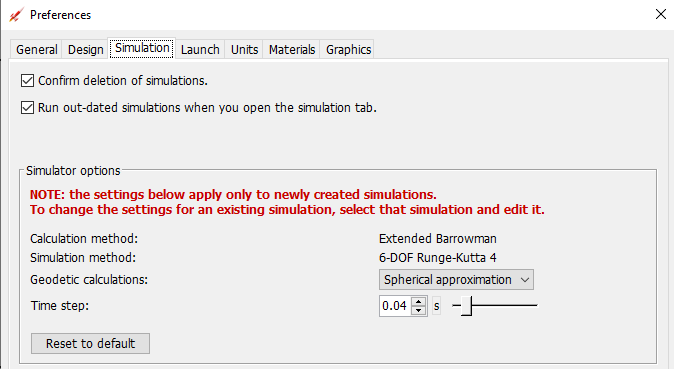 Preferences
General Design Simulation Launch Units Materials Graphics
Confirm deletion of simulations.
Run out-dated simulations when you open the simulation tab.
Simulator options
NOTE: the settings below apply only to newly created simulations.
To change the settings for an existing simulation, select that simulation and edit it.
Calculation method: Extended Barrowman
Simulation method: 6-DOF Runge-Kutta 4
Geodetic calculations: Spherical approximation
Time step: 0.04 s
Reset to default